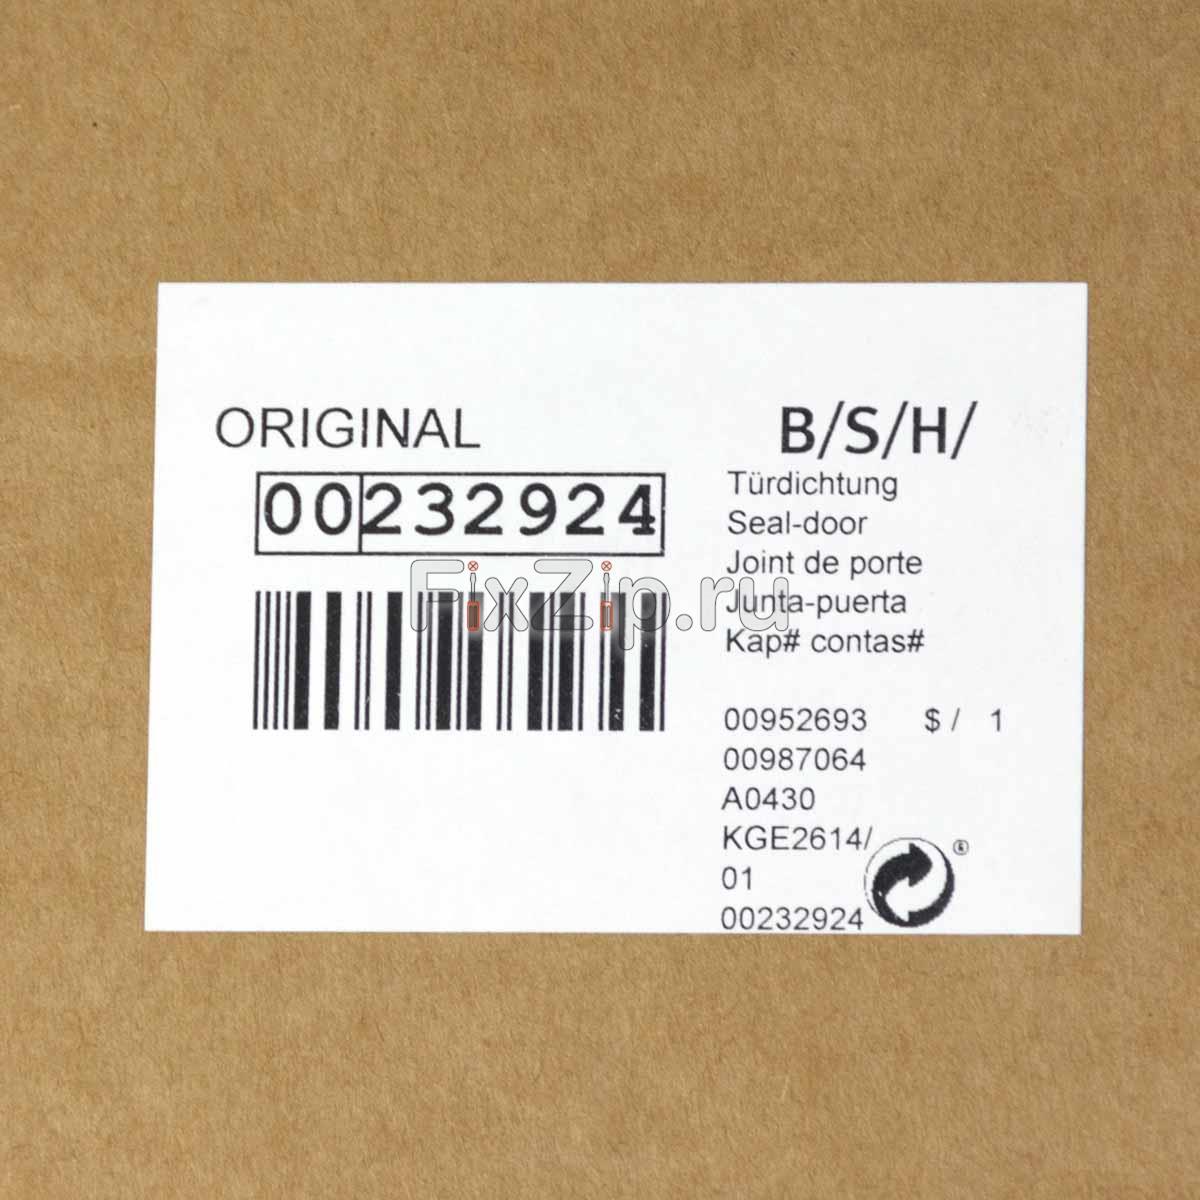 ORIGINAL
00232924
B/S/H/
Türdichtung
Seal-door
Joint de porte
Junta-puerta
Kap# contas#
FixZip.ru
00952693 $ / 1
00987064
A0430
KGE2614/
01
00232924